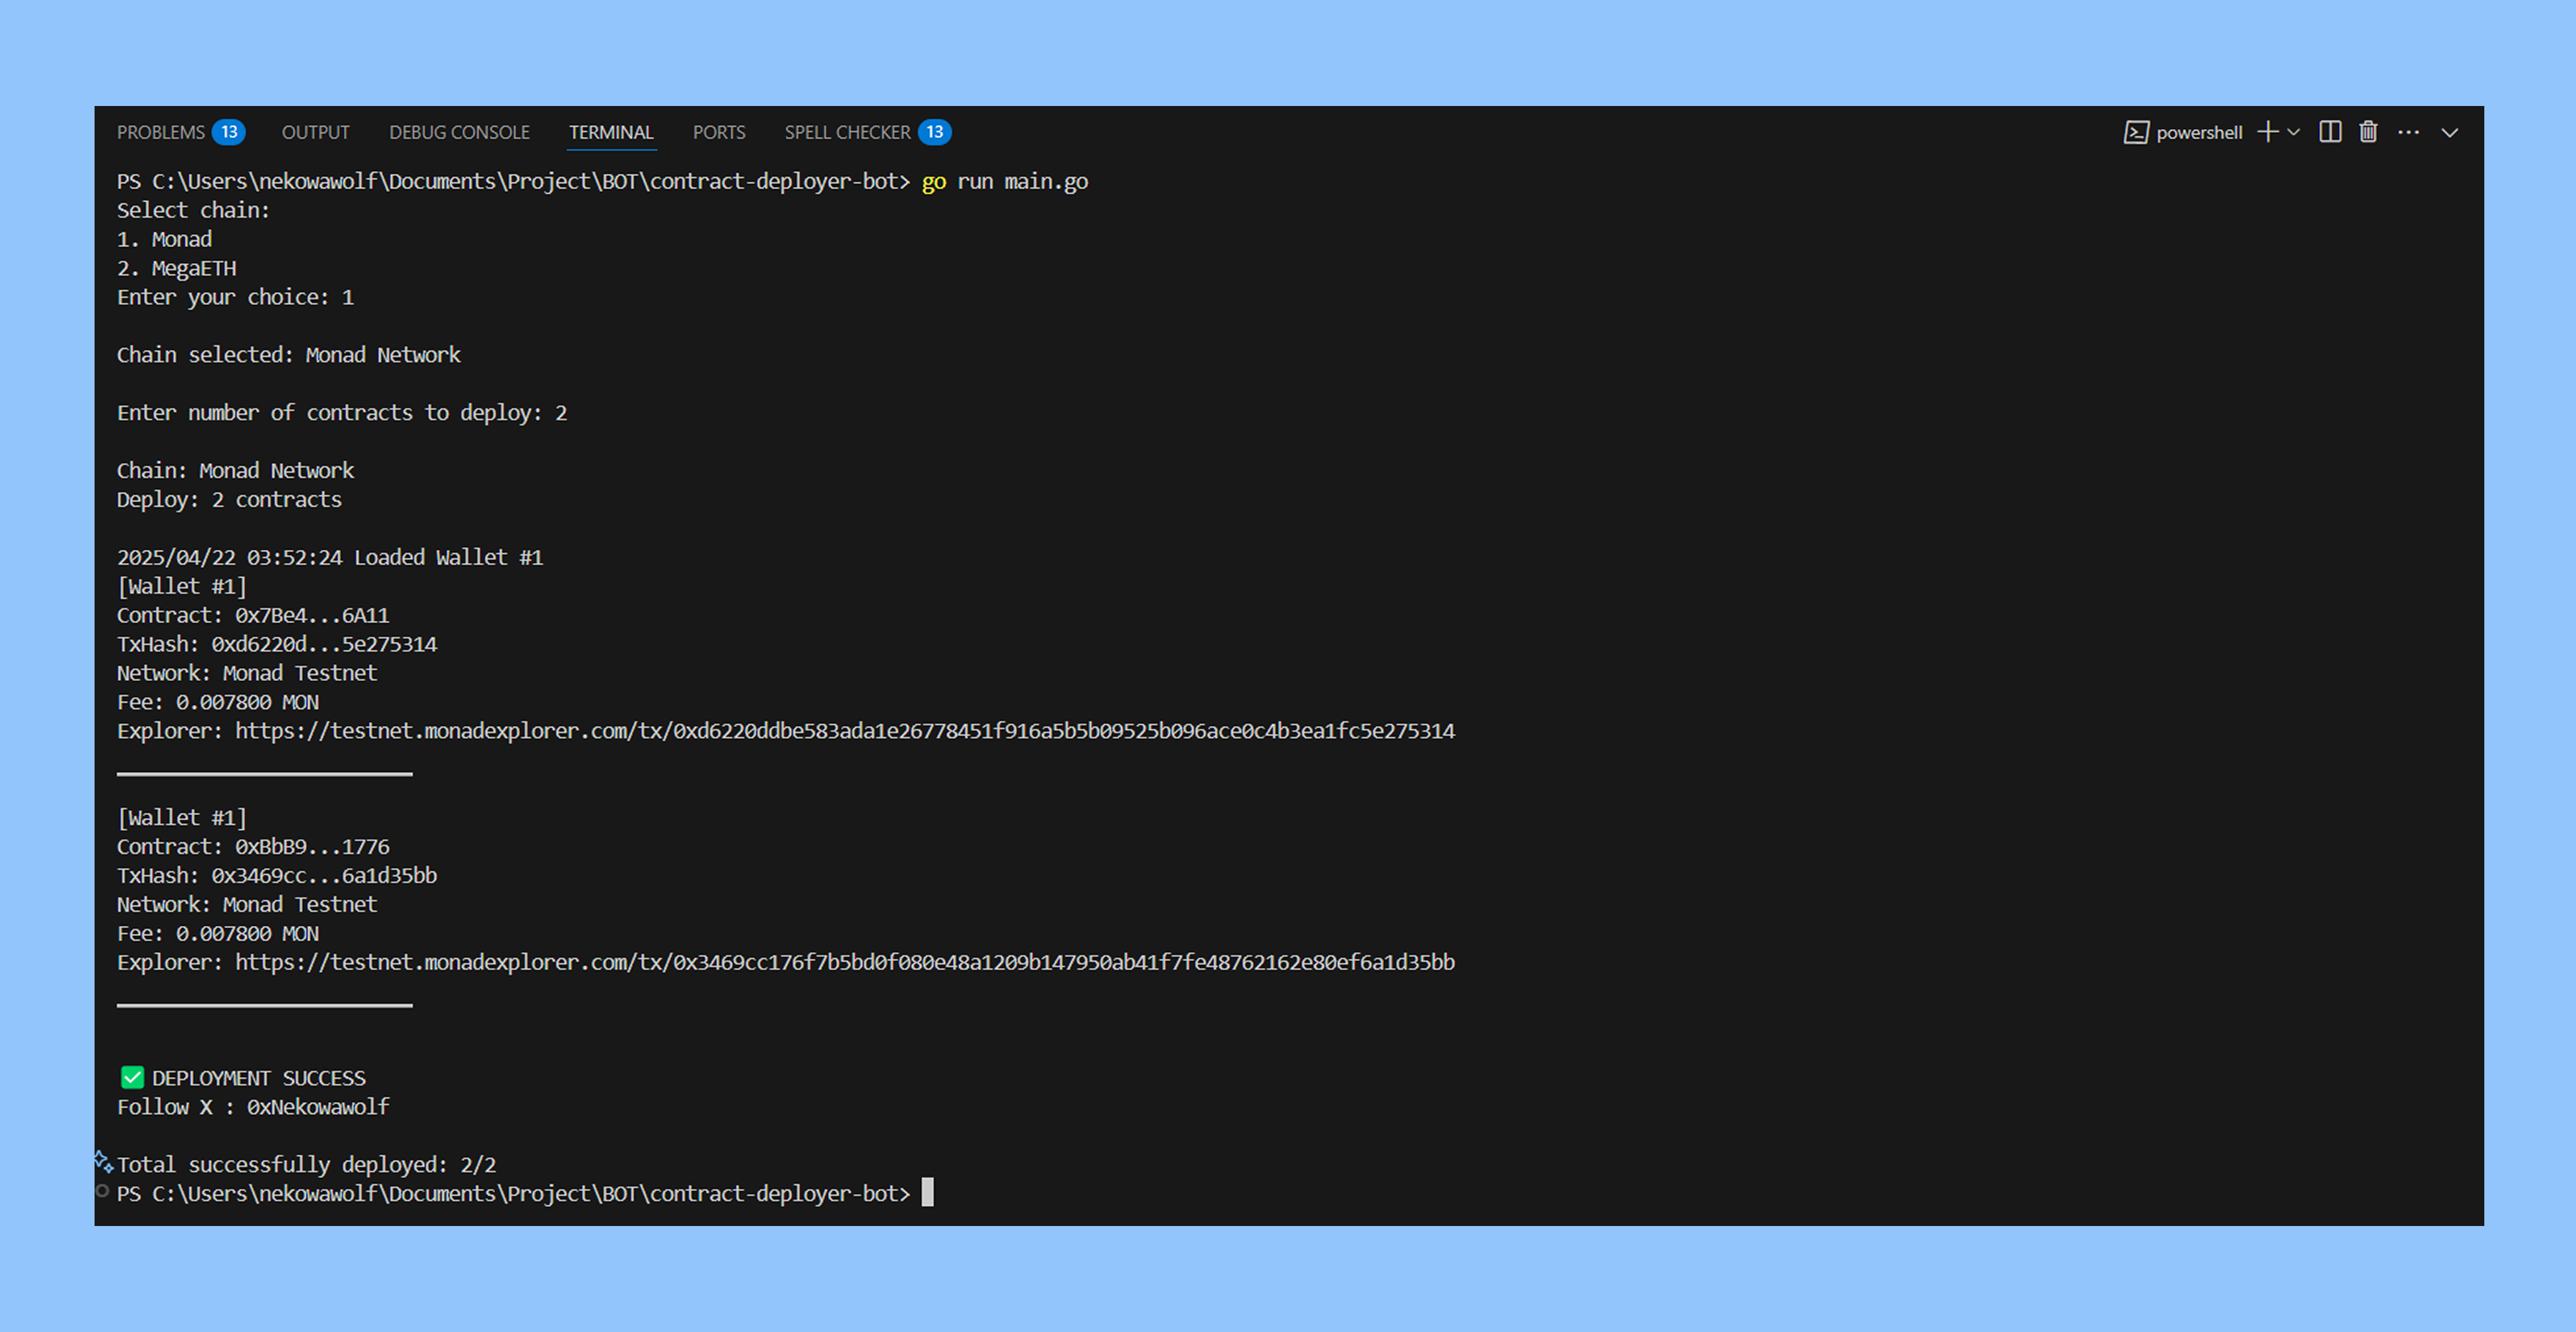 PROBLEMS 13 OUTPUT DEBUG CONSOLE TERMINAL PORTS SPELL CHECKER 13 powershell
PS C:\Users\nekowawolf\Documents\Project\BOT\contract-deployer-bot> go run main.go
Select chain:
1. Monad
2. MegaETH
Enter your choice: 1
Chain selected: Monad Network
Enter number of contracts to deploy: 2
Chain: Monad Network
Deploy: 2 contracts
2025/04/22 03:52:24 Loaded Wallet #1
[Wallet #1]
Contract: 0x7Be4...6A11
TxHash: 0xd6220d...5e275314
Network: Monad Testnet
Fee: 0.007800 MON
Explorer: https://testnet.monadexplorer.com/tx/0xd6220ddbe583ada1e26778451f916a5b5b09525b096ace0c4b3ea1fc5e275314
[Wallet #1]
Contract: 0xBbB9...1776
TxHash: 0x3469cc...6a1d35bb
Network: Monad Testnet
Fee: 0.007800 MON
Explorer: https://testnet.monadexplorer.com/tx/0x3469cc176f7b5bd0f080e48a1209b147950ab41f7fe48762162e80ef6a1d35bb
✅ DEPLOYMENT SUCCESS
Follow X : 0xNekowawolf
Total successfully deployed: 2/2
PS C:\Users\nekowawolf\Documents\Project\BOT\contract-deployer-bot>